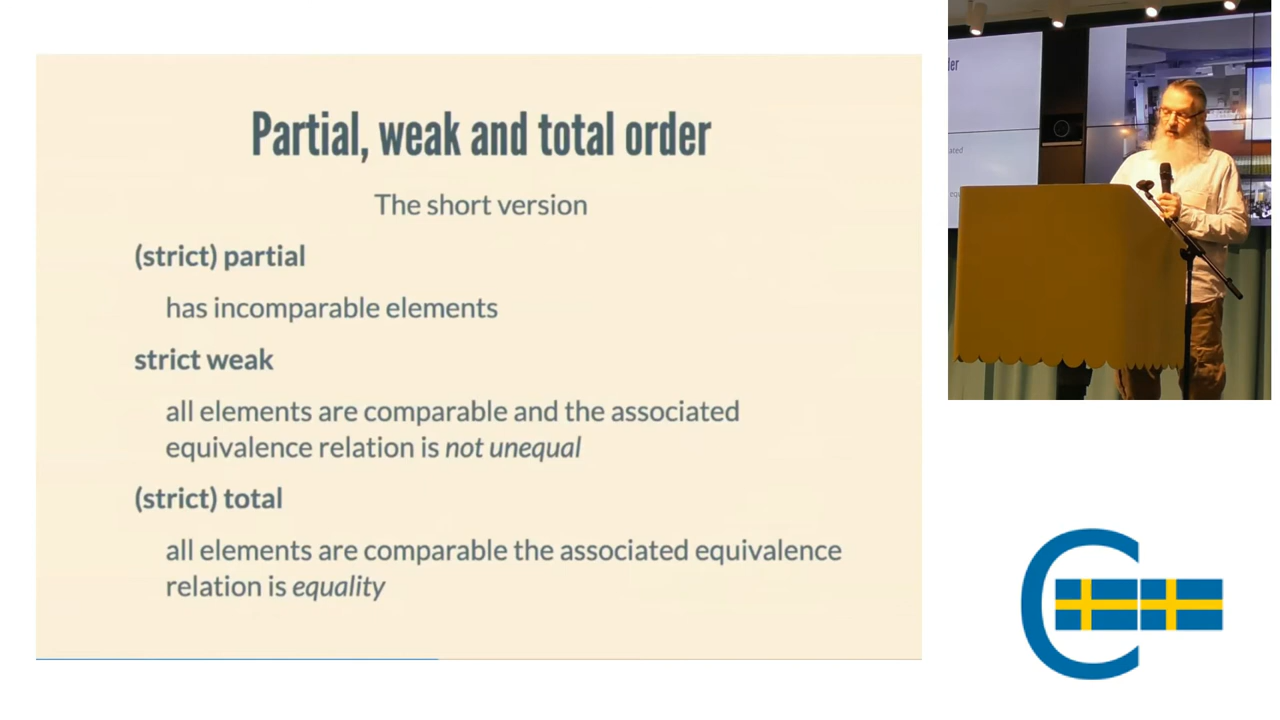 Partial, weak and total order
The short version
(strict) partial
has incomparable elements
strict weak
all elements are comparable and the associated
equivalence relation is not unequal
(strict) total
all elements are comparable the associated equivalence
relation is equality
der
ated
C